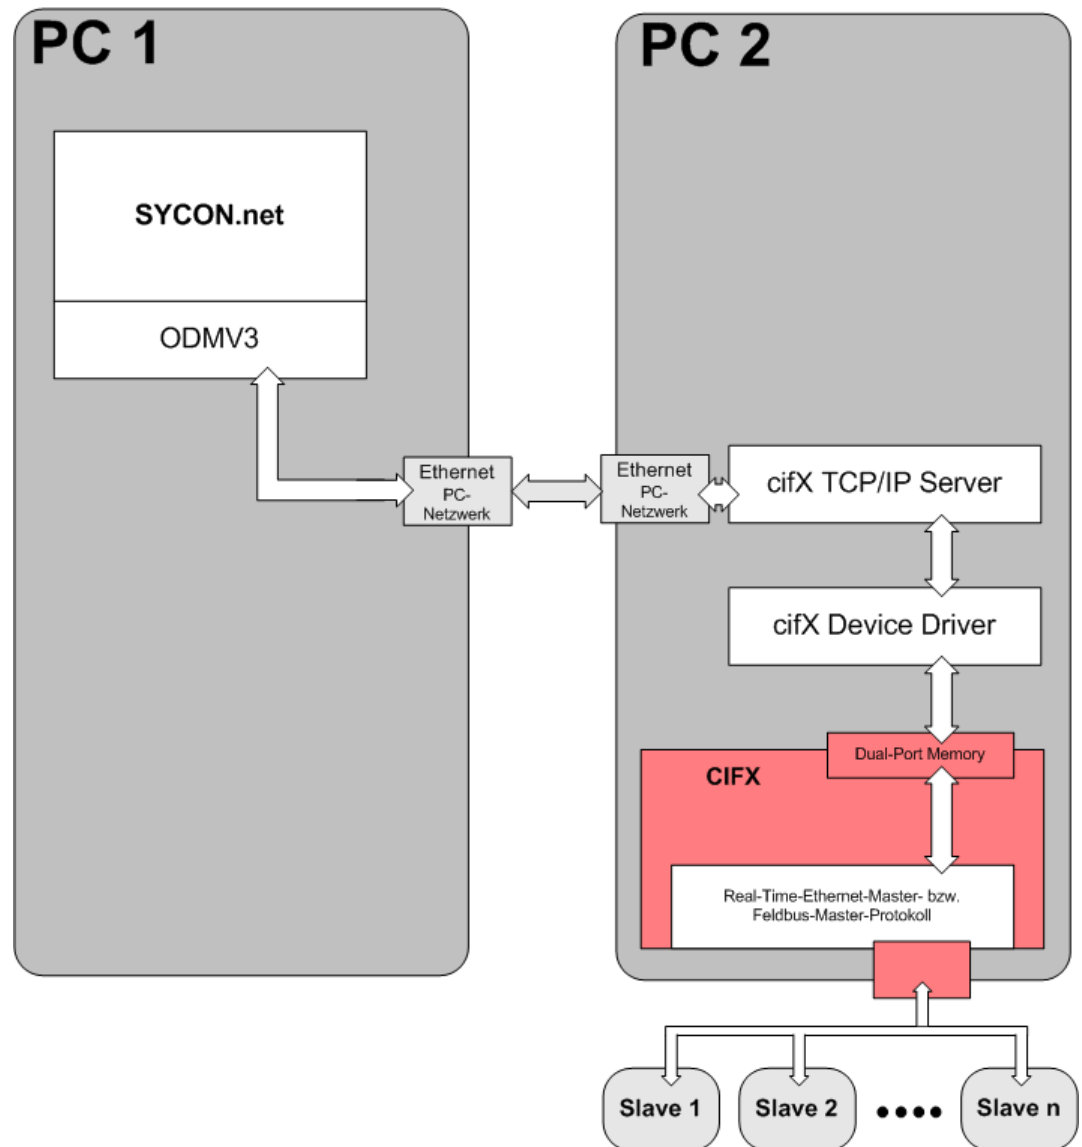 PC 1
SYCON.net
ODMV3
Ethernet
PC-
Netzwerk
PC 2
Ethernet
PC-
Netzwerk
cifX TCP/IP Server
cifX Device Driver
Dual-Port Memory
CIFX
Real-Time-Ethernet-Master- bzw.
Feldbus-Master-Protokoll
Slave 1
Slave 2
Slave n